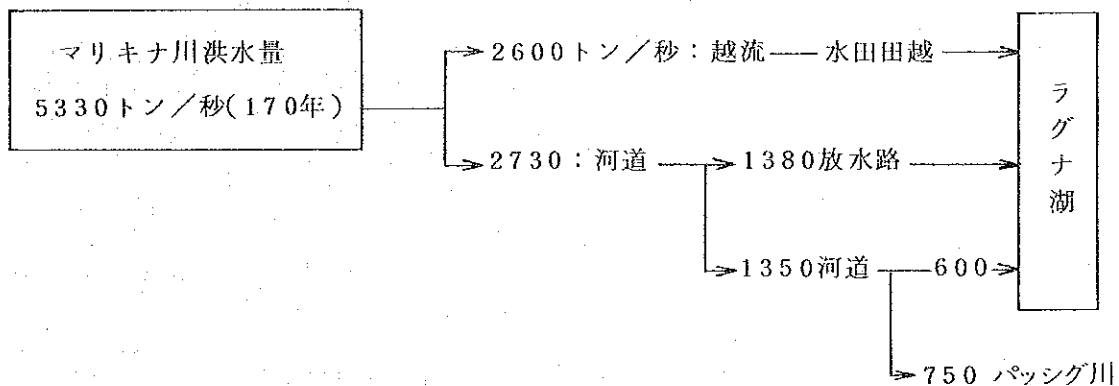 マリキナ川洪水量
5330トン/秒(170年)
2600トン/秒:越流――水田田越
2730:河道
1380放水路
1350河道
600
750 パッシグ川
ラグナ湖